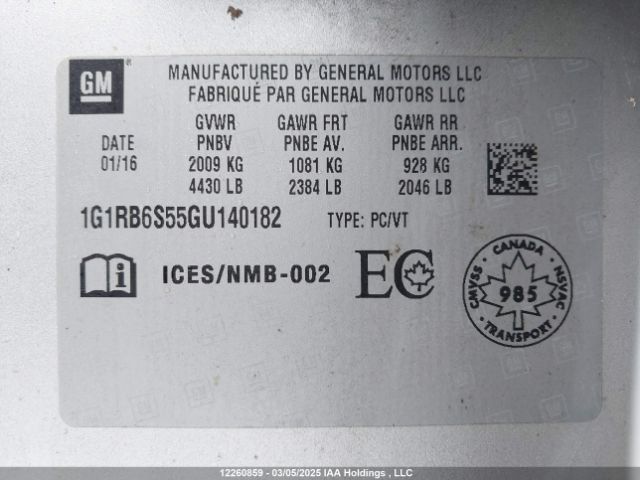 GM ®
MANUFACTURED BY GENERAL MOTORS LLC
FABRIQUÉ PAR GENERAL MOTORS LLC
DATE
01/16
GVWR
PNBV
2009 KG
4430 LB
GAWR FRT
PNBE AV.
1081 KG
2384 LB
GAWR RR
PNBE ARR.
928 KG
2046 LB
1G1RB6S55GU140182 TYPE: PC/VT
i ICES/NMB-002 EC
CANADA
CMVSS 985 NSVAC
TRANSPORT
12260859 - 03/05/2025 IAA Holdings , LLC